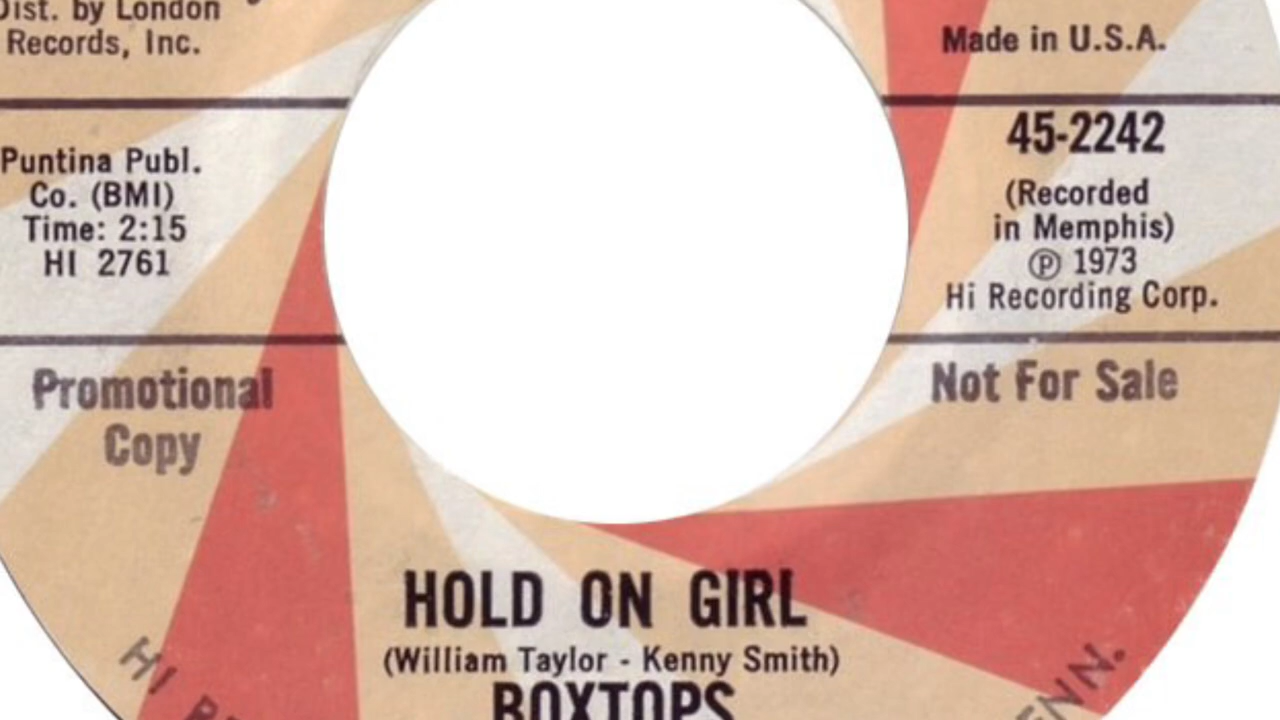 Dist. by London
Records, Inc.
Made in U.S.A.
Puntina Publ.
Co. (BMI)
Time: 2:15
HI 2761
45-2242
(Recorded
in Memphis)
Ⓟ 1973
Hi Recording Corp.
Promotional
Copy
Not For Sale
HOLD ON GIRL
(William Taylor - Kenny Smith)
BOXTOPS
HI